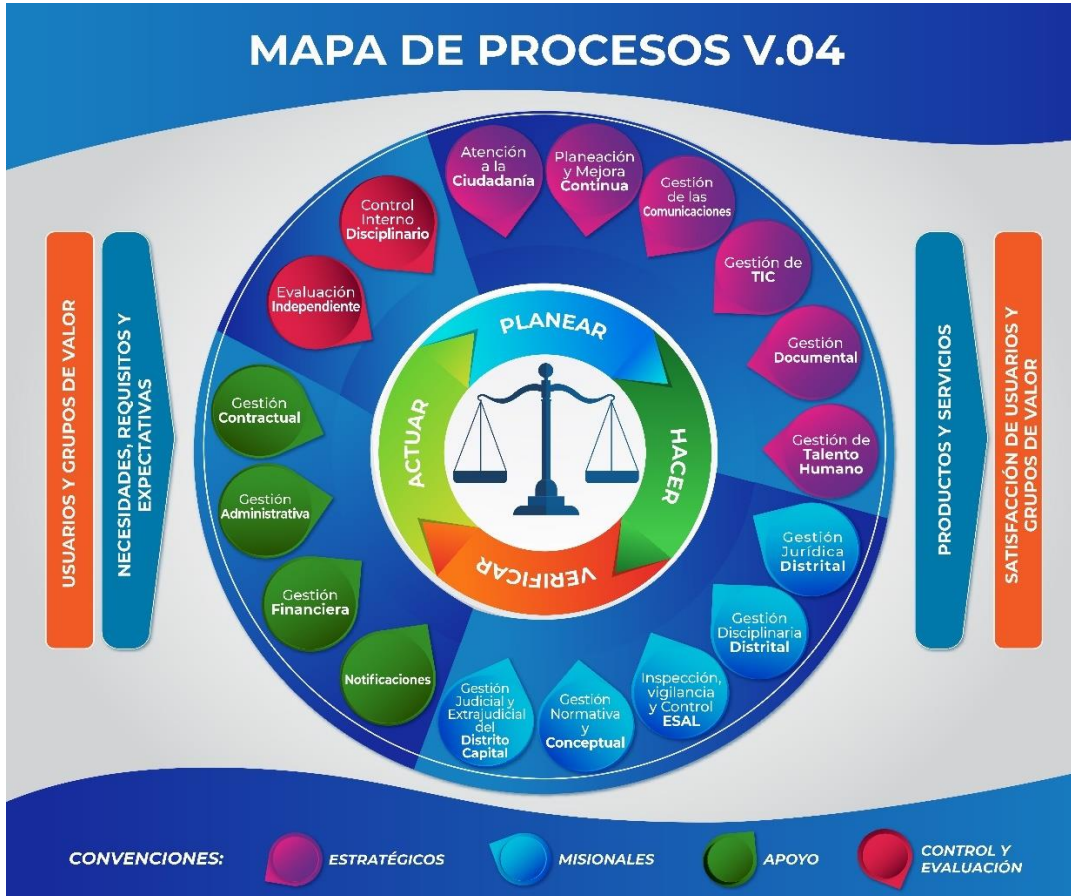 MAPA DE PROCESOS V.04
USUARIOS Y GRUPOS DE VALOR
NECESIDADES, REQUISITOS Y
EXPECTATIVAS
Atención
a la
Ciudadanía
Planeación
y Mejora
Continua
Gestión
de las
Comunicaciones
Gestión de
TIC
Gestión
Documental
Gestión de
Talento
Humano
Gestión
Jurídica
Distrital
Gestión
Disciplinaria
Distrital
Inspección,
vigilancia
y Control
ESAL
Gestión
Normativa
y
Conceptual
Gestión
Judicial y
Extrajudicial
del
Distrito
Capital
Notificaciones
Gestión
Financiera
Gestión
Administrativa
Gestión
Contractual
Evaluación
Independiente
Control
Interno
Disciplinario
PLANEAR
HACER
VERIFICAR
ACTUAR
PRODUCTOS Y SERVICIOS
SATISFACCIÓN DE USUARIOS Y
GRUPOS DE VALOR
CONVENCIONES:
ESTRATÉGICOS
MISIONALES
APOYO
CONTROL Y
EVALUACIÓN